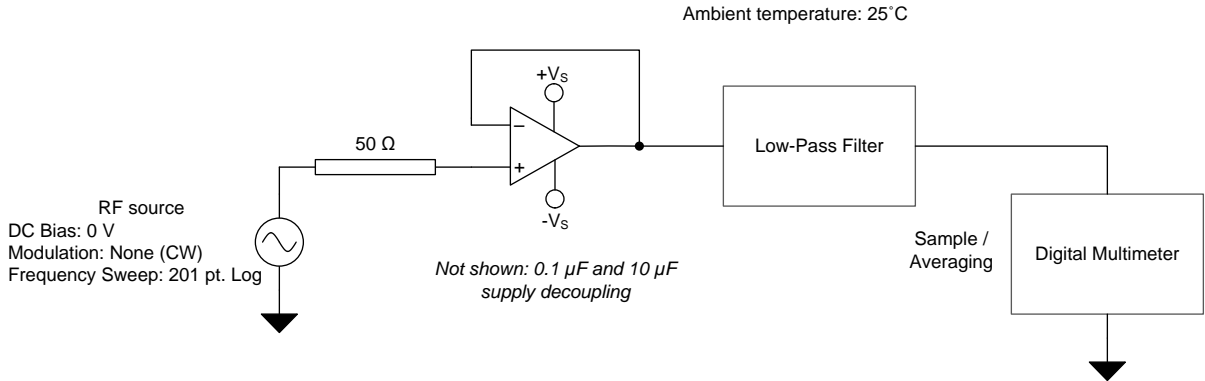 Ambient temperature: 25˚C
+VS
50 Ω
−
+
Low-Pass Filter
-VS
RF source
DC Bias: 0 V
Modulation: None (CW)
Frequency Sweep: 201 pt. Log
Not shown: 0.1 µF and 10 µF
supply decoupling
Sample /
Averaging
Digital Multimeter